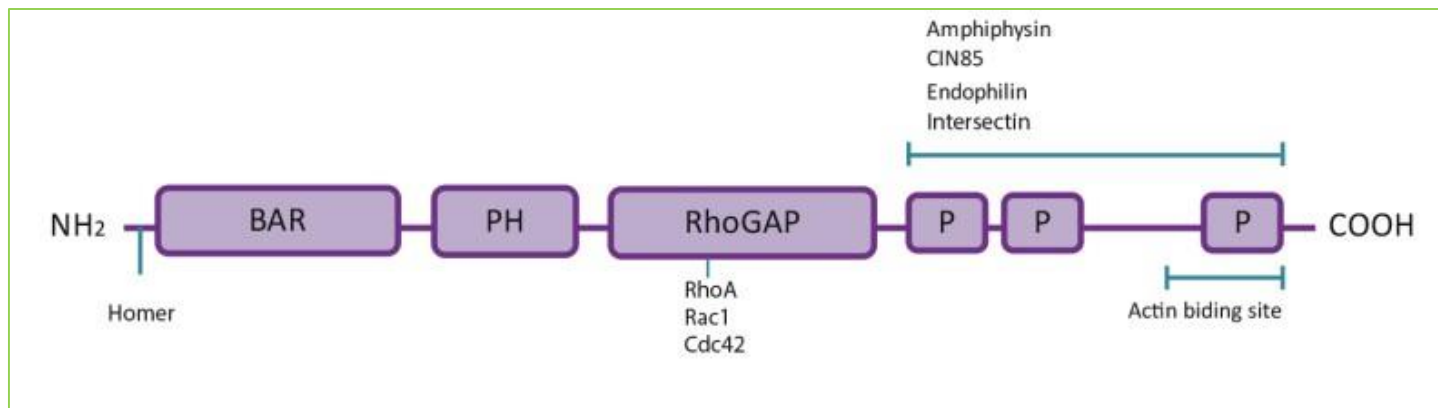 Amphiphysin
CIN85
Endophilin
Intersectin
NH2 BAR PH RhoGAP P P P COOH
Homer
RhoA
Rac1
Cdc42
Actin biding site